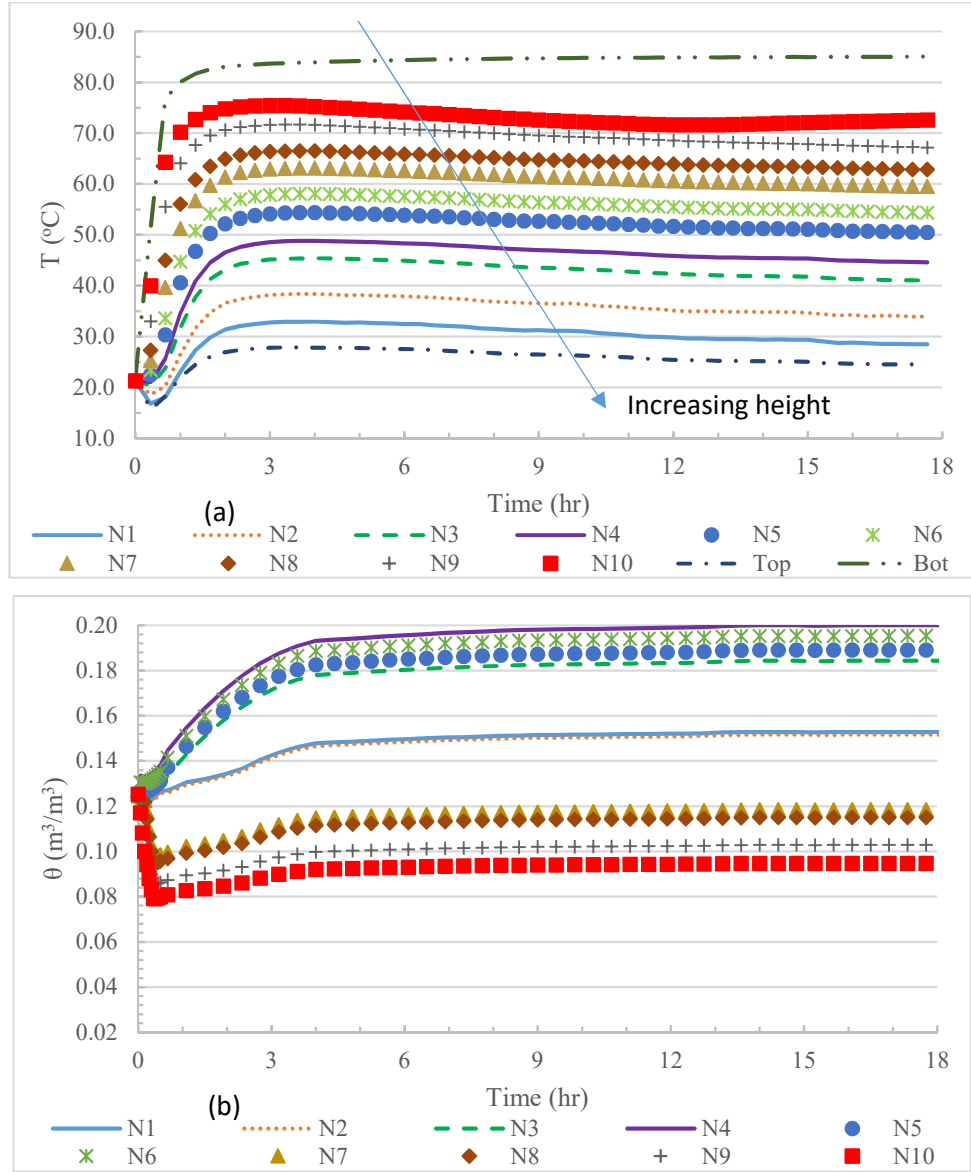 90.0
80.0
70.0
60.0
50.0
40.0
30.0
20.0
10.0
T (°C)
Increasing height
0 3 6 9 12 15 18
Time (hr)
(a)
N1 N2 N3 N4 N5 N6
N7 N8 N9 N10 Top Bot
0.20
0.18
0.16
0.14
0.12
0.10
0.08
0.06
0.04
0.02
θ (m³/m³)
0 3 6 9 12 15 18
Time (hr)
(b)
N1 N2 N3 N4 N5
N6 N7 N8 N9 N10